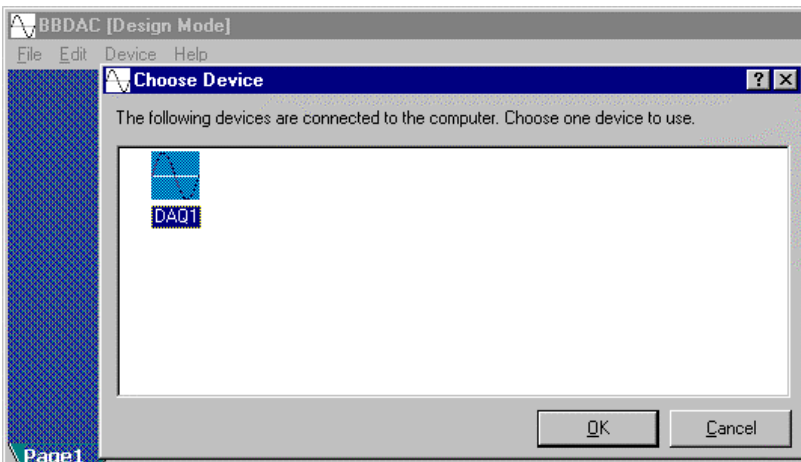 BBDAC [Design Mode]
File Edit Device Help
Choose Device
The following devices are connected to the computer. Choose one device to use.
DAQ1
OK Cancel
Page1